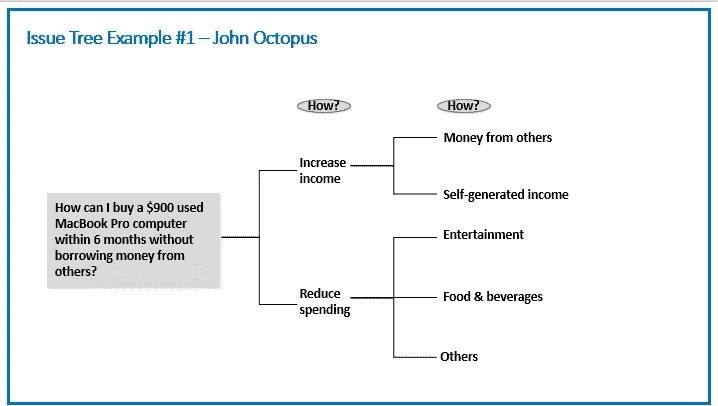 Issue Tree Example #1 – John Octopus
How?
How?
How can I buy a $900 used
MacBook Pro computer
within 6 months without
borrowing money from
others?
Increase
income
Money from others
Self-generated income
Reduce
spending
Entertainment
Food & beverages
Others